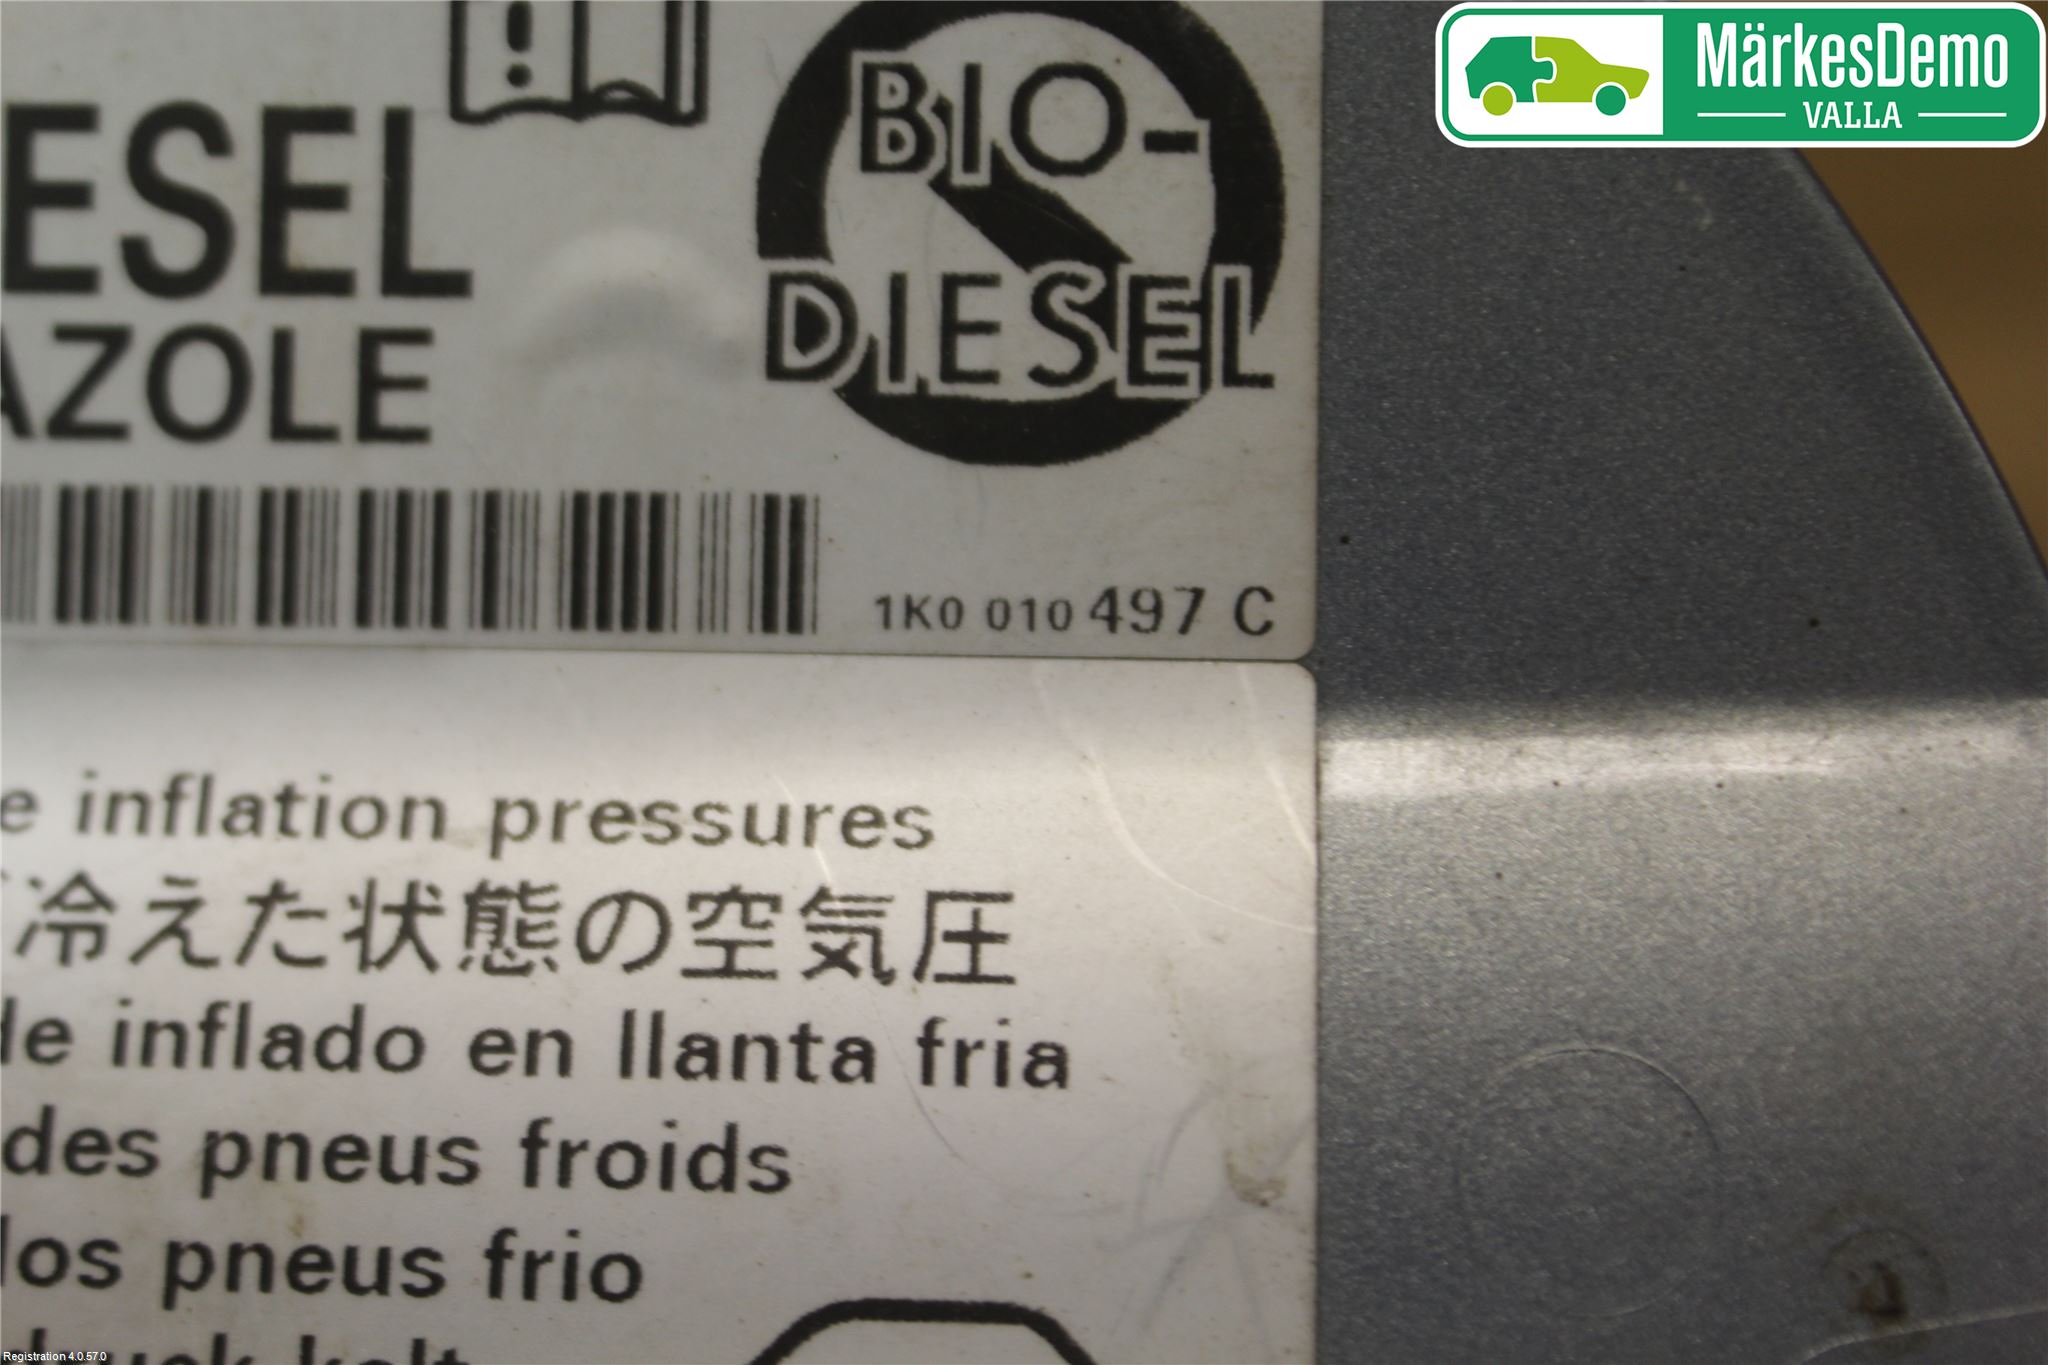 MärkesDemo
VALLA
ESEL
AZOLE
BIO-
DIESEL
1K0 010 497 C
e inflation pressures
冷えた状態の空気圧
de inflado en llanta fria
des pneus froids
los pneus frio
Registration 4.0.57.0